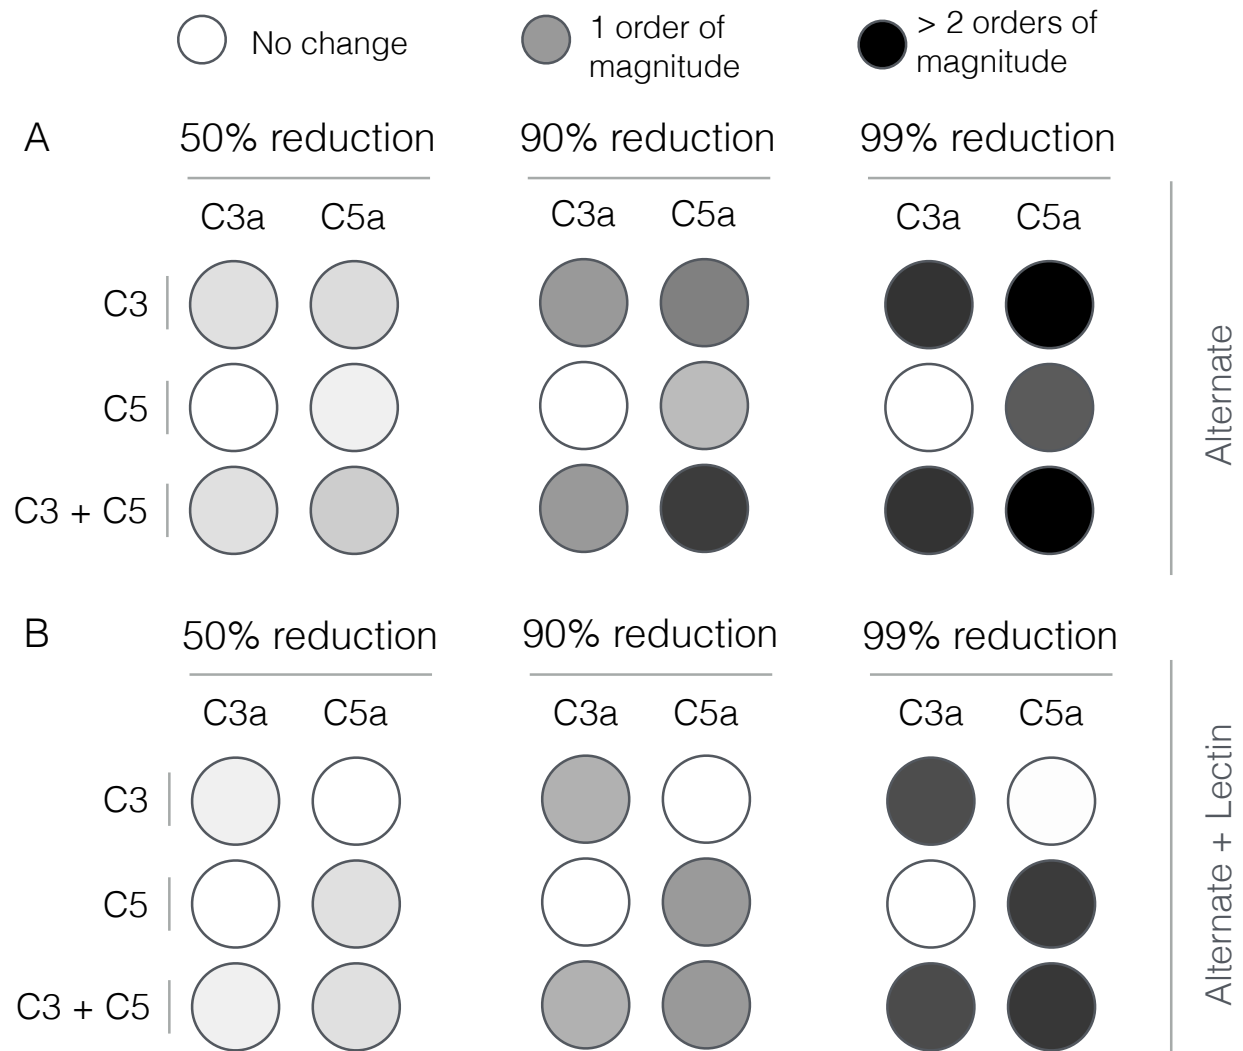 No change
1 order of
magnitude
> 2 orders of
magnitude
A
50% reduction
90% reduction
99% reduction
C3a C5a
C3a C5a
C3a C5a
C3
C5
C3 + C5
Alternate
B
50% reduction
90% reduction
99% reduction
C3a C5a
C3a C5a
C3a C5a
C3
C5
C3 + C5
Alternate + Lectin